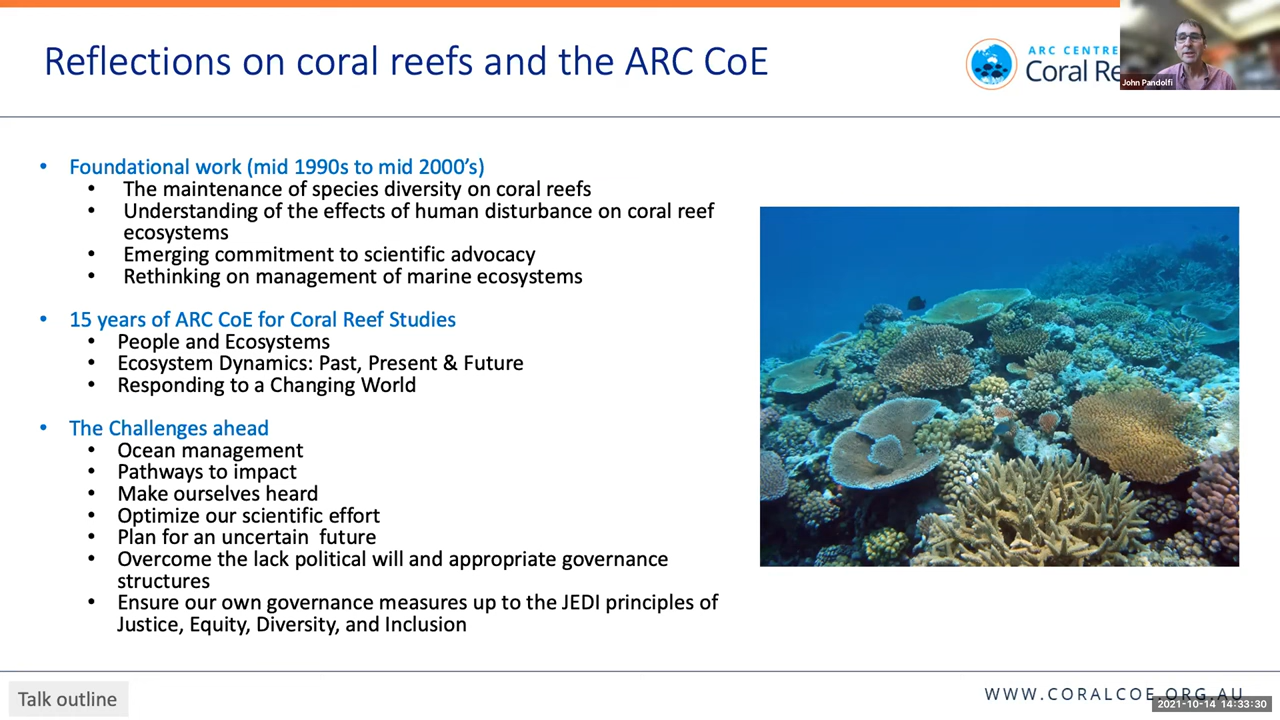 Reflections on coral reefs and the ARC CoE
ARC CENTRE
Coral Re
John Pandolfi
• Foundational work (mid 1990s to mid 2000's)
• The maintenance of species diversity on coral reefs
• Understanding of the effects of human disturbance on coral reef
ecosystems
• Emerging commitment to scientific advocacy
• Rethinking on management of marine ecosystems
• 15 years of ARC CoE for Coral Reef Studies
• People and Ecosystems
• Ecosystem Dynamics: Past, Present & Future
• Responding to a Changing World
• The Challenges ahead
• Ocean management
• Pathways to impact
• Make ourselves heard
• Optimize our scientific effort
• Plan for an uncertain future
• Overcome the lack political will and appropriate governance
structures
• Ensure our own governance measures up to the JEDI principles of
Justice, Equity, Diversity, and Inclusion
Talk outline
WWW.CORALCOE.ORG.AU
2021-10-14 14:33:30